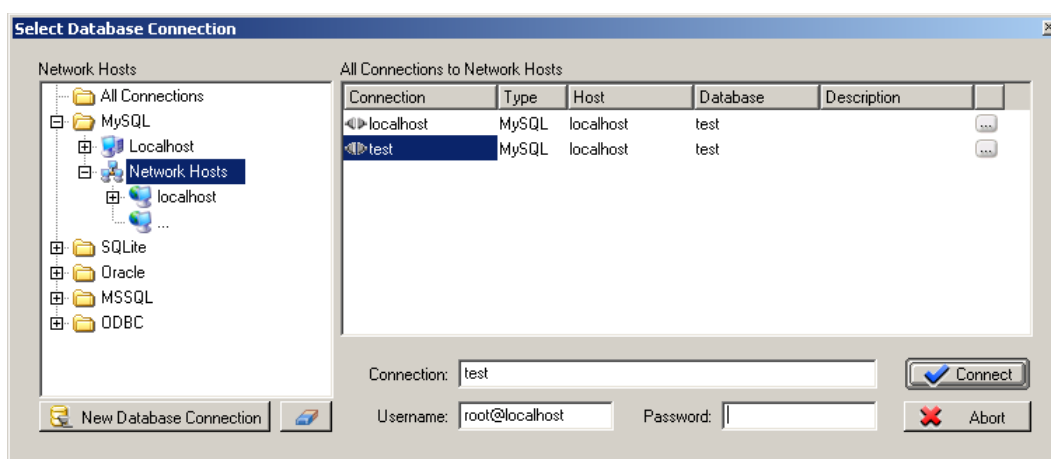 Select Database Connection
Network Hosts
All Connections
MySQL
Localhost
Network Hosts
localhost
...
SQLite
Oracle
MSSQL
ODBC
New Database Connection
All Connections to Network Hosts
Connection Type Host Database Description
localhost MySQL localhost test ...
test MySQL localhost test ...
Connection: test
Username: root@localhost Password:
Connect
Abort